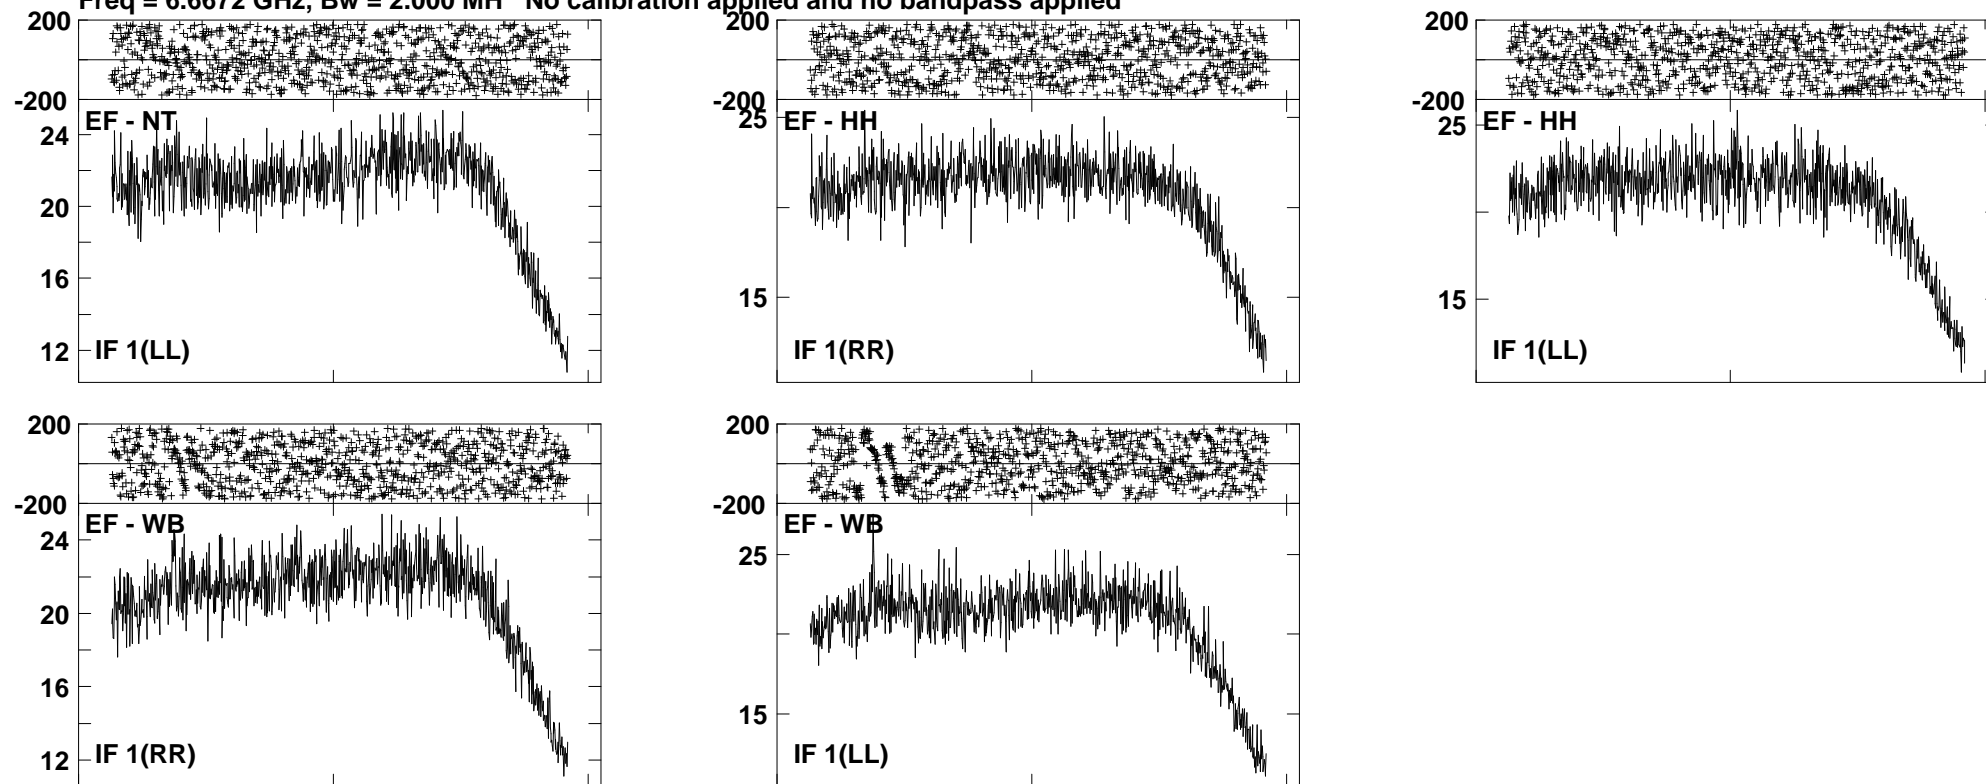 Freq = 6.6672 GHz, Bw = 2.000 MH No calibration applied and no bandpass applied
200
-200
EF - NT
24
20
16
12
IF 1(LL)
200
-200
25
EF - HH
15
IF 1(RR)
200
-200
25
EF - HH
15
IF 1(LL)
200
-200
EF - WB
24
20
16
12
IF 1(RR)
200
-200
EF - WB
25
15
IF 1(LL)